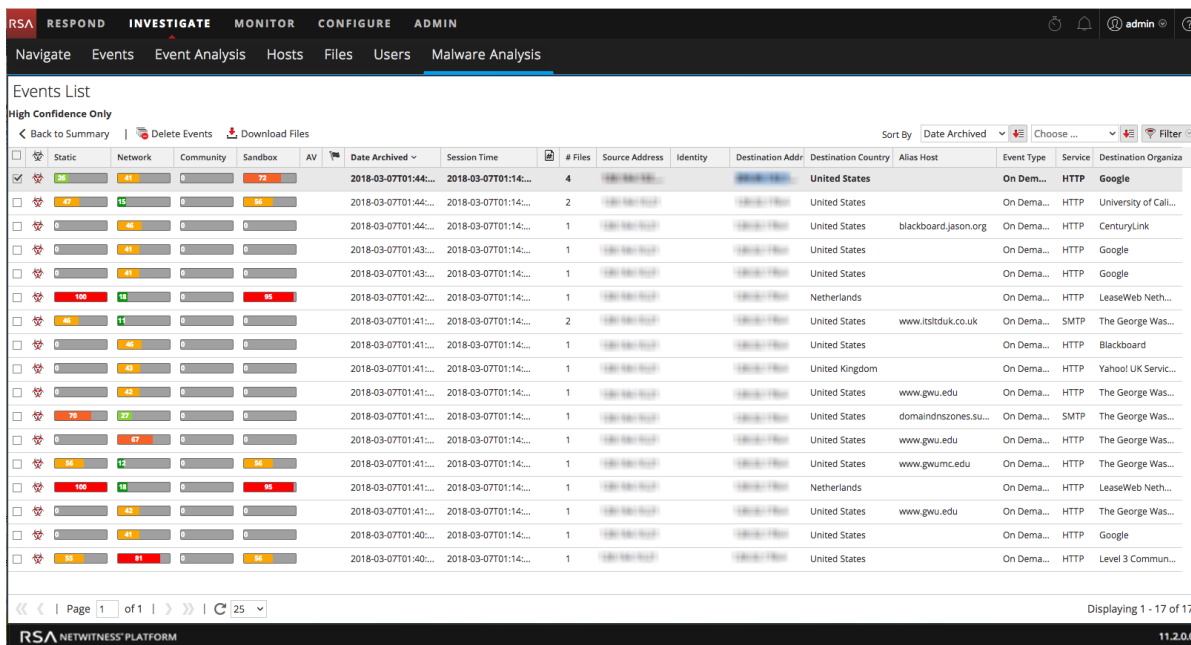 RSA RESPOND INVESTIGATE MONITOR CONFIGURE ADMIN admin
Navigate Events Event Analysis Hosts Files Users Malware Analysis
Events List
High Confidence Only
Back to Summary | Delete Events Download Files Sort By Date Archived Choose ... Filter
Static Network Community Sandbox AV Date Archived Session Time # Files Source Address Identity Destination Addr Destination Country Alias Host Event Type Service Destination Organiza
26 41 0 72 2018-03-07T01:44:... 2018-03-07T01:14:... 4 United States On Dem... HTTP Google
47 15 0 56 2018-03-07T01:44:... 2018-03-07T01:14:... 2 United States On Dema... HTTP University of Cali...
0 46 0 0 2018-03-07T01:44:... 2018-03-07T01:14:... 1 United States blackboard.jason.org On Dema... HTTP CenturyLink
0 41 0 0 2018-03-07T01:43:... 2018-03-07T01:14:... 1 United States On Dema... HTTP Google
0 41 0 0 2018-03-07T01:43:... 2018-03-07T01:14:... 1 United States On Dema... HTTP Google
100 18 0 95 2018-03-07T01:42:... 2018-03-07T01:14:... 1 Netherlands On Dema... HTTP LeaseWeb Neth...
46 11 0 0 2018-03-07T01:41:... 2018-03-07T01:14:... 2 United States www.itsltduk.co.uk On Dema... SMTP The George Was...
0 46 0 0 2018-03-07T01:41:... 2018-03-07T01:14:... 1 United States On Dema... HTTP Blackboard
0 43 0 0 2018-03-07T01:41:... 2018-03-07T01:14:... 1 United Kingdom On Dema... HTTP Yahoo! UK Servic...
0 42 0 0 2018-03-07T01:41:... 2018-03-07T01:14:... 1 United States www.gwu.edu On Dema... HTTP The George Was...
70 27 0 0 2018-03-07T01:41:... 2018-03-07T01:14:... 1 United States domaindnszones.su... On Dema... SMTP The George Was...
0 67 0 0 2018-03-07T01:41:... 2018-03-07T01:14:... 1 United States www.gwu.edu On Dema... HTTP The George Was...
56 12 0 56 2018-03-07T01:41:... 2018-03-07T01:14:... 1 United States www.gwumc.edu On Dema... HTTP The George Was...
100 18 0 95 2018-03-07T01:41:... 2018-03-07T01:14:... 1 Netherlands On Dema... HTTP LeaseWeb Neth...
0 42 0 0 2018-03-07T01:41:... 2018-03-07T01:14:... 1 United States www.gwu.edu On Dema... HTTP The George Was...
0 41 0 0 2018-03-07T01:40:... 2018-03-07T01:14:... 1 United States On Dema... HTTP Google
55 91 0 56 2018-03-07T01:40:... 2018-03-07T01:14:... 1 United States On Dema... HTTP Level 3 Commun...
| Page 1 of 1 | | 25 Displaying 1 - 17 of 17
RSA NETWITNESS® PLATFORM 11.2.0.0